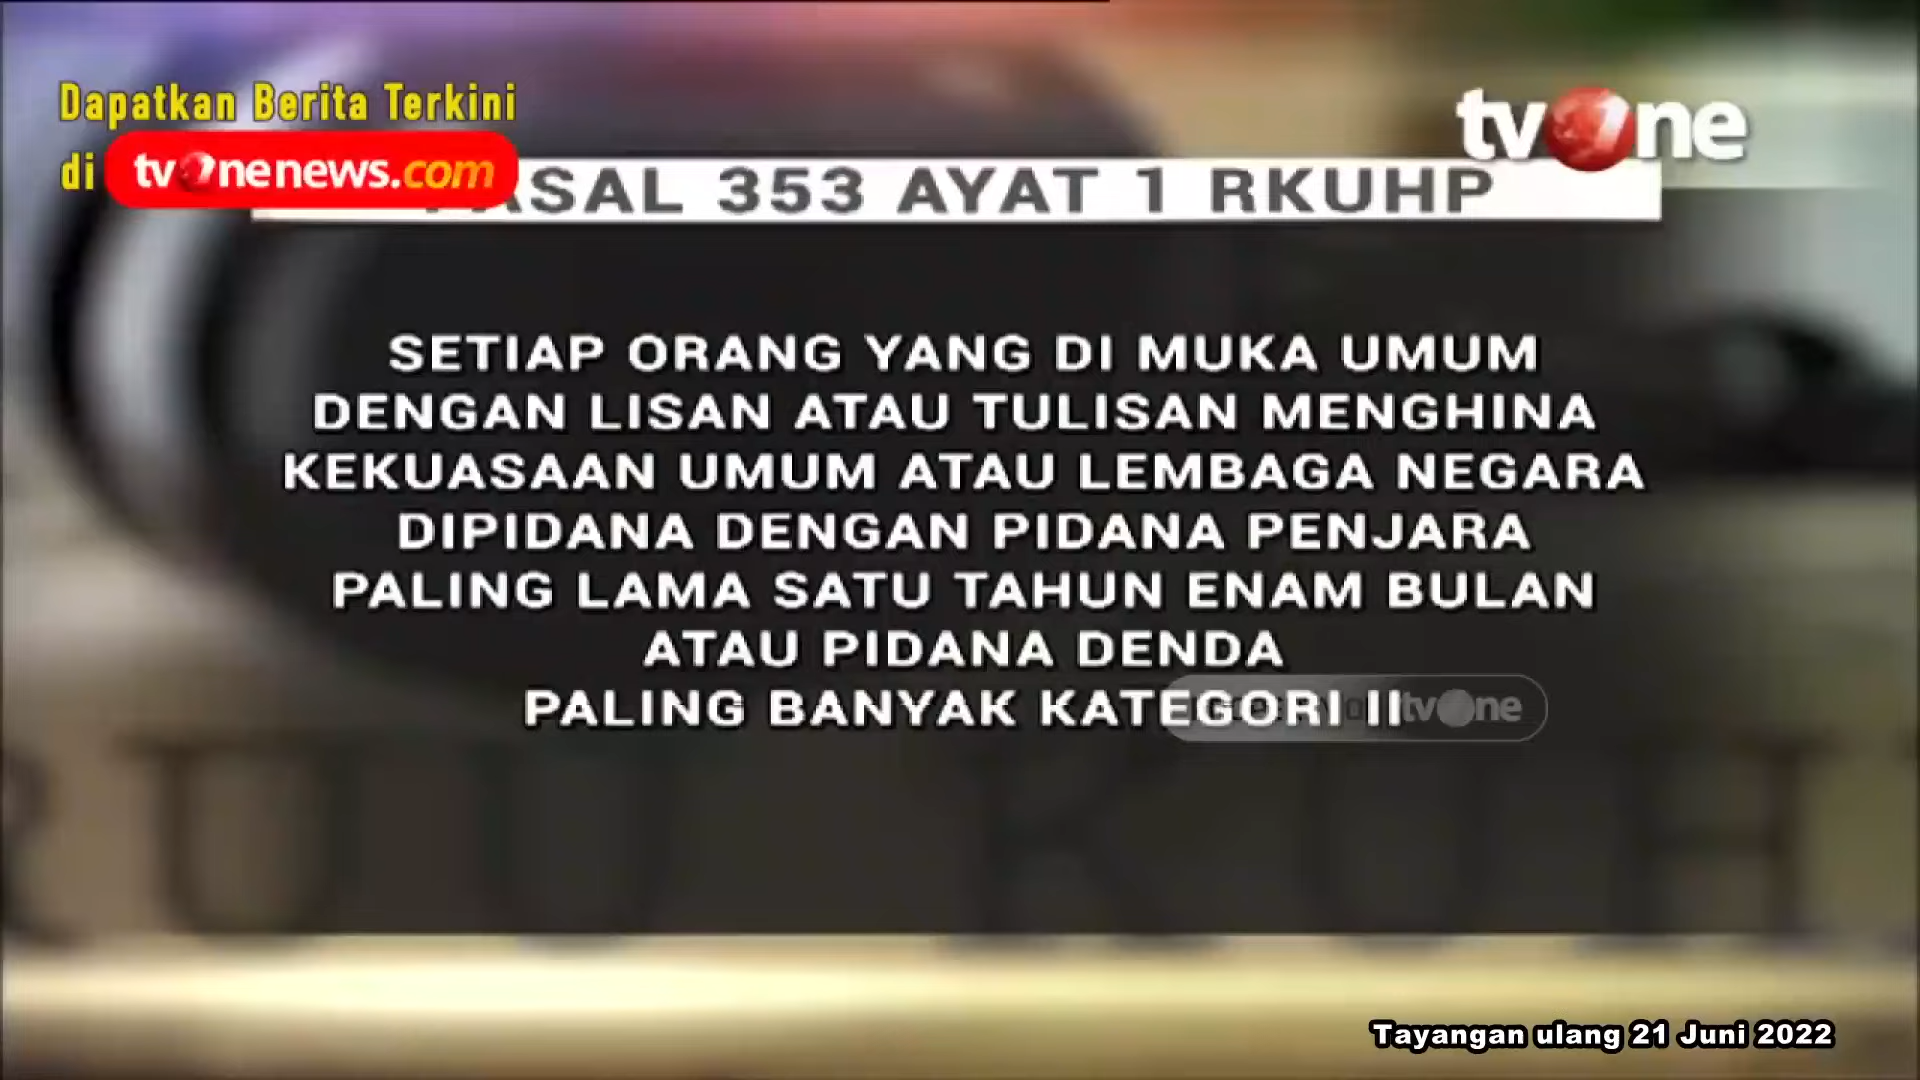 Dapatkan Berita Terkini
di tvonenews.com
tvOne
353 AYAT 1 RKUHP
SETIAP ORANG YANG DI MUKA UMUM
DENGAN LISAN ATAU TULISAN MENGHINA
KEKUASAAN UMUM ATAU LEMBAGA NEGARA
DIPIDANA DENGAN PIDANA PENJARA
PALING LAMA SATU TAHUN ENAM BULAN
ATAU PIDANA DENDA
PALING BANYAK KATEGORI II
tvOne
Tayangan ulang 21 Juni 2022